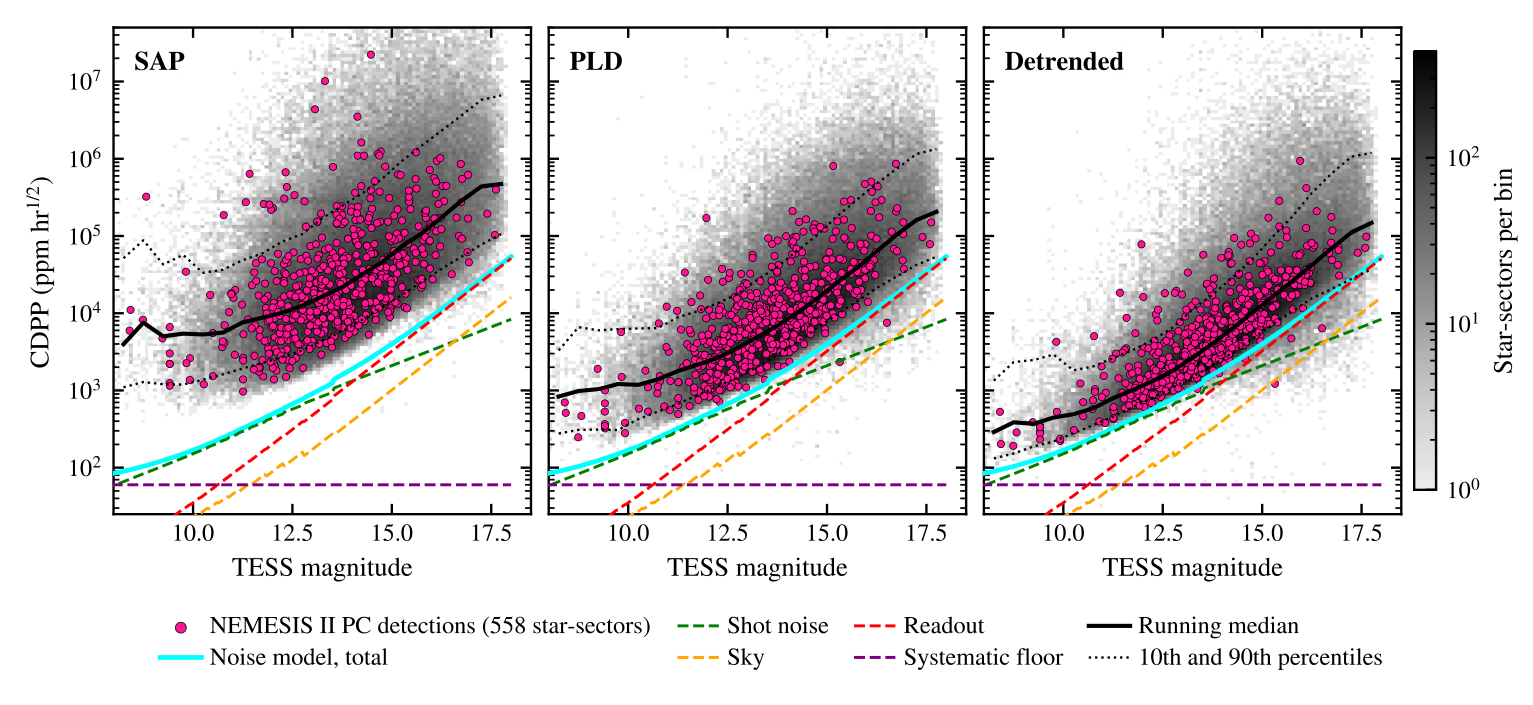 SAP
PLD
Detrended
CDPP (ppm hr^1/2)
10^7
10^6
10^5
10^4
10^3
10^2
10.0 12.5 15.0 17.5
10.0 12.5 15.0 17.5
10.0 12.5 15.0 17.5
TESS magnitude
TESS magnitude
TESS magnitude
10^2
10^1
10^0
Star-sectors per bin
NEMESIS II PC detections (558 star-sectors)
Noise model, total
Shot noise
Sky
Readout
Systematic floor
Running median
10th and 90th percentiles